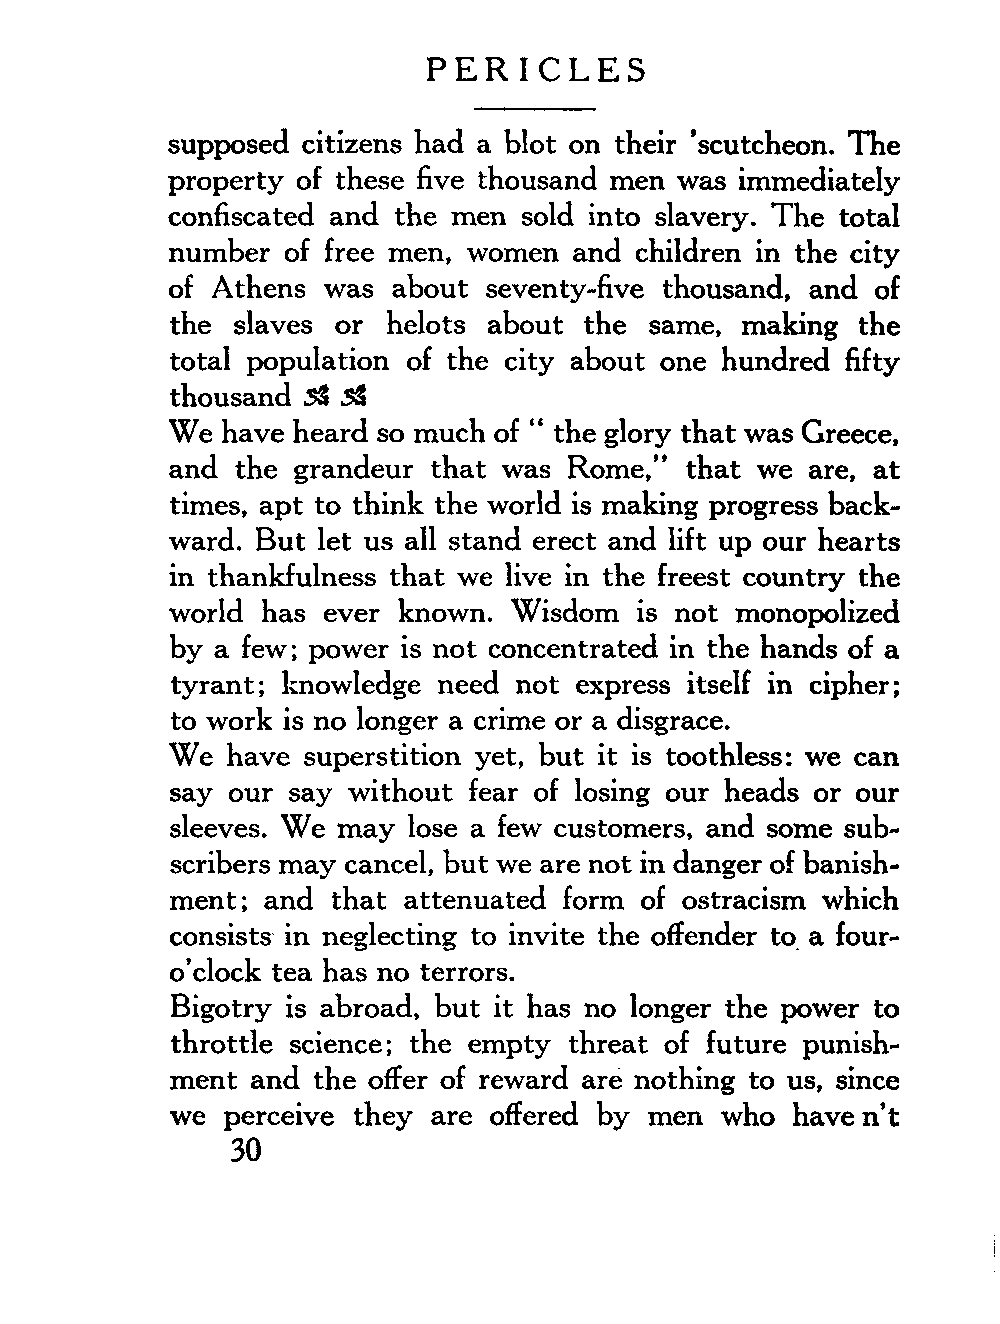 PERICLES
supposed citizens had a blot on their 'scutcheon. The
property of these five thousand men was immediately
confiscated and the men sold into slavery. The total
number of free men, women and children in the city
of Athens was about seventy-five thousand, and of
the slaves or helots about the same, making the
total population of the city about one hundred fifty
thousand
We have heard so much of " the glory that was Greece,
and the grandeur that was Rome," that we are, at
times, apt to think the world is making progress back-
ward. But let us all stand erect and lift up our hearts
in thankfulness that we live in the freest country the
world has ever known. Wisdom is not monopolized
by a few; power is not concentrated in the hands of a
tyrant; knowledge need not express itself in cipher;
to work is no longer a crime or a disgrace.
We have superstition yet, but it is toothless: we can
say our say without fear of losing our heads or our
sleeves. We may lose a few customers, and some sub-
scribers may cancel, but we are not in danger of banish-
ment; and that attenuated form of ostracism which
consists in neglecting to invite the offender to a four-
o'clock tea has no terrors.
Bigotry is abroad, but it has no longer the power to
throttle science; the empty threat of future punish-
ment and the offer of reward are nothing to us, since
we perceive they are offered by men who have n't
30